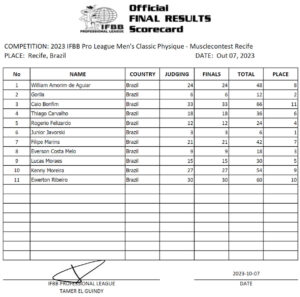 IFBB
PROFESSIONAL LEAGUE
Official
FINAL RESULTS
Scorecard
COMPETITION: 2023 IFBB Pro League Men's Classic Physique - Musclecontest Recife
PLACE: Recife, Brazil DATE: Out 07, 2023
No NAME COUNTRY JUDGING FINALS TOTAL PLACE
1 William Amorim de Aguiar Brazil 24 24 48 8
2 Gorila Brazil 6 6 12 2
3 Caio Bonfim Brazil 33 33 66 11
4 Thiago Carvalho Brazil 18 18 36 6
5 Rogerio Felizardo Brazil 12 12 24 4
6 Junior Javorski Brazil 3 3 6 1
7 Filipe Marins Brazil 21 21 42 7
8 Everson Costa Melo Brazil 9 9 18 3
9 Lucas Moraes Brazil 15 15 30 5
10 Kenny Moreira Brazil 27 27 54 9
11 Ewerton Ribeiro Brazil 30 30 60 10
2023-10-07
IFBB PROFESSIONAL LEAGUE DATE
TAMER EL GUINDY